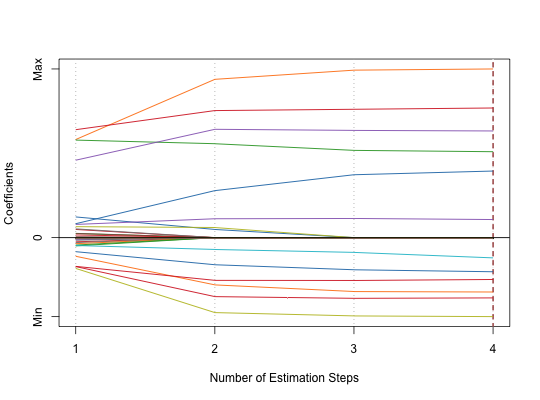 Max
0
Min
Coefficients
1 2 3 4
Number of Estimation Steps